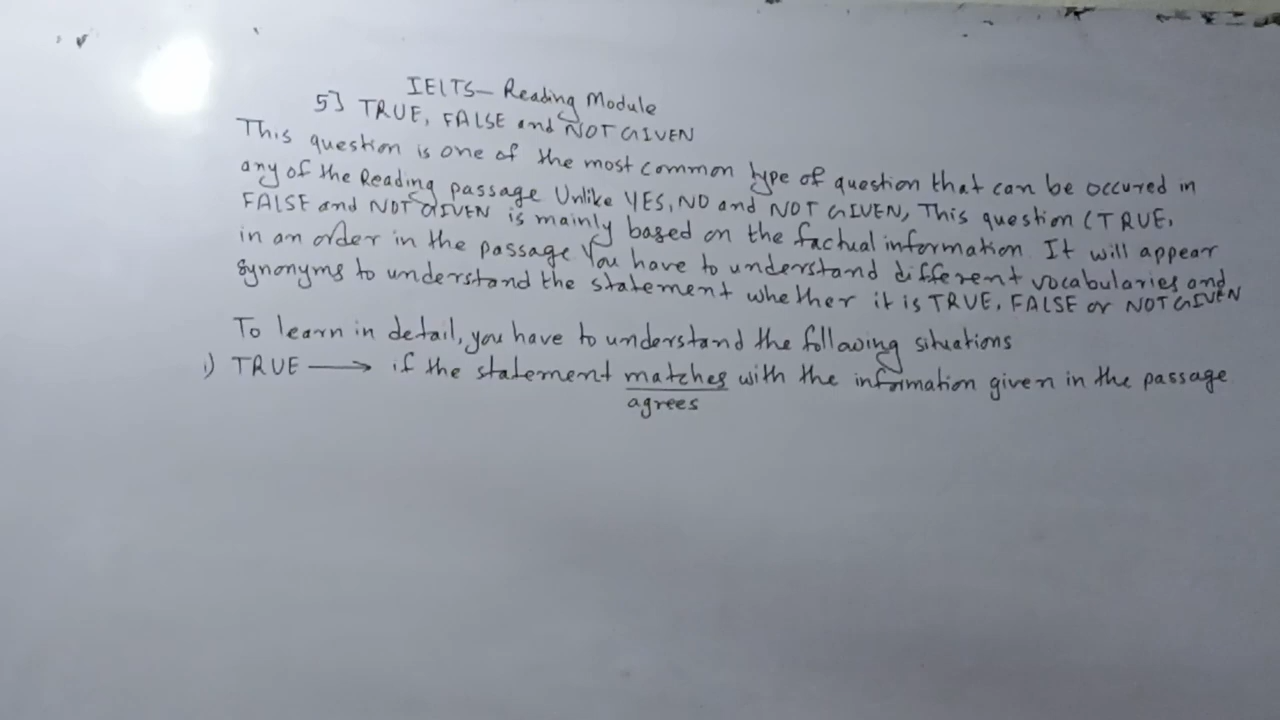 IELTS- Reading Module
5] TRUE, FALSE and NOT GIVEN
This question is one of the most common type of question that can be occured in
any of the Reading passage Unlike YES, NO and NOT GIVEN, This question (TRUE,
FALSE and NOT GIVEN is mainly based on the factual information It will appear
in an order in the passage You have to understand different vocabularies and
synonyms to understand the statement whether it is TRUE, FALSE or NOT GIVEN
To learn in detail, you have to understand the following situations
i) TRUE → if the statement matches with the information given in the passage
agrees